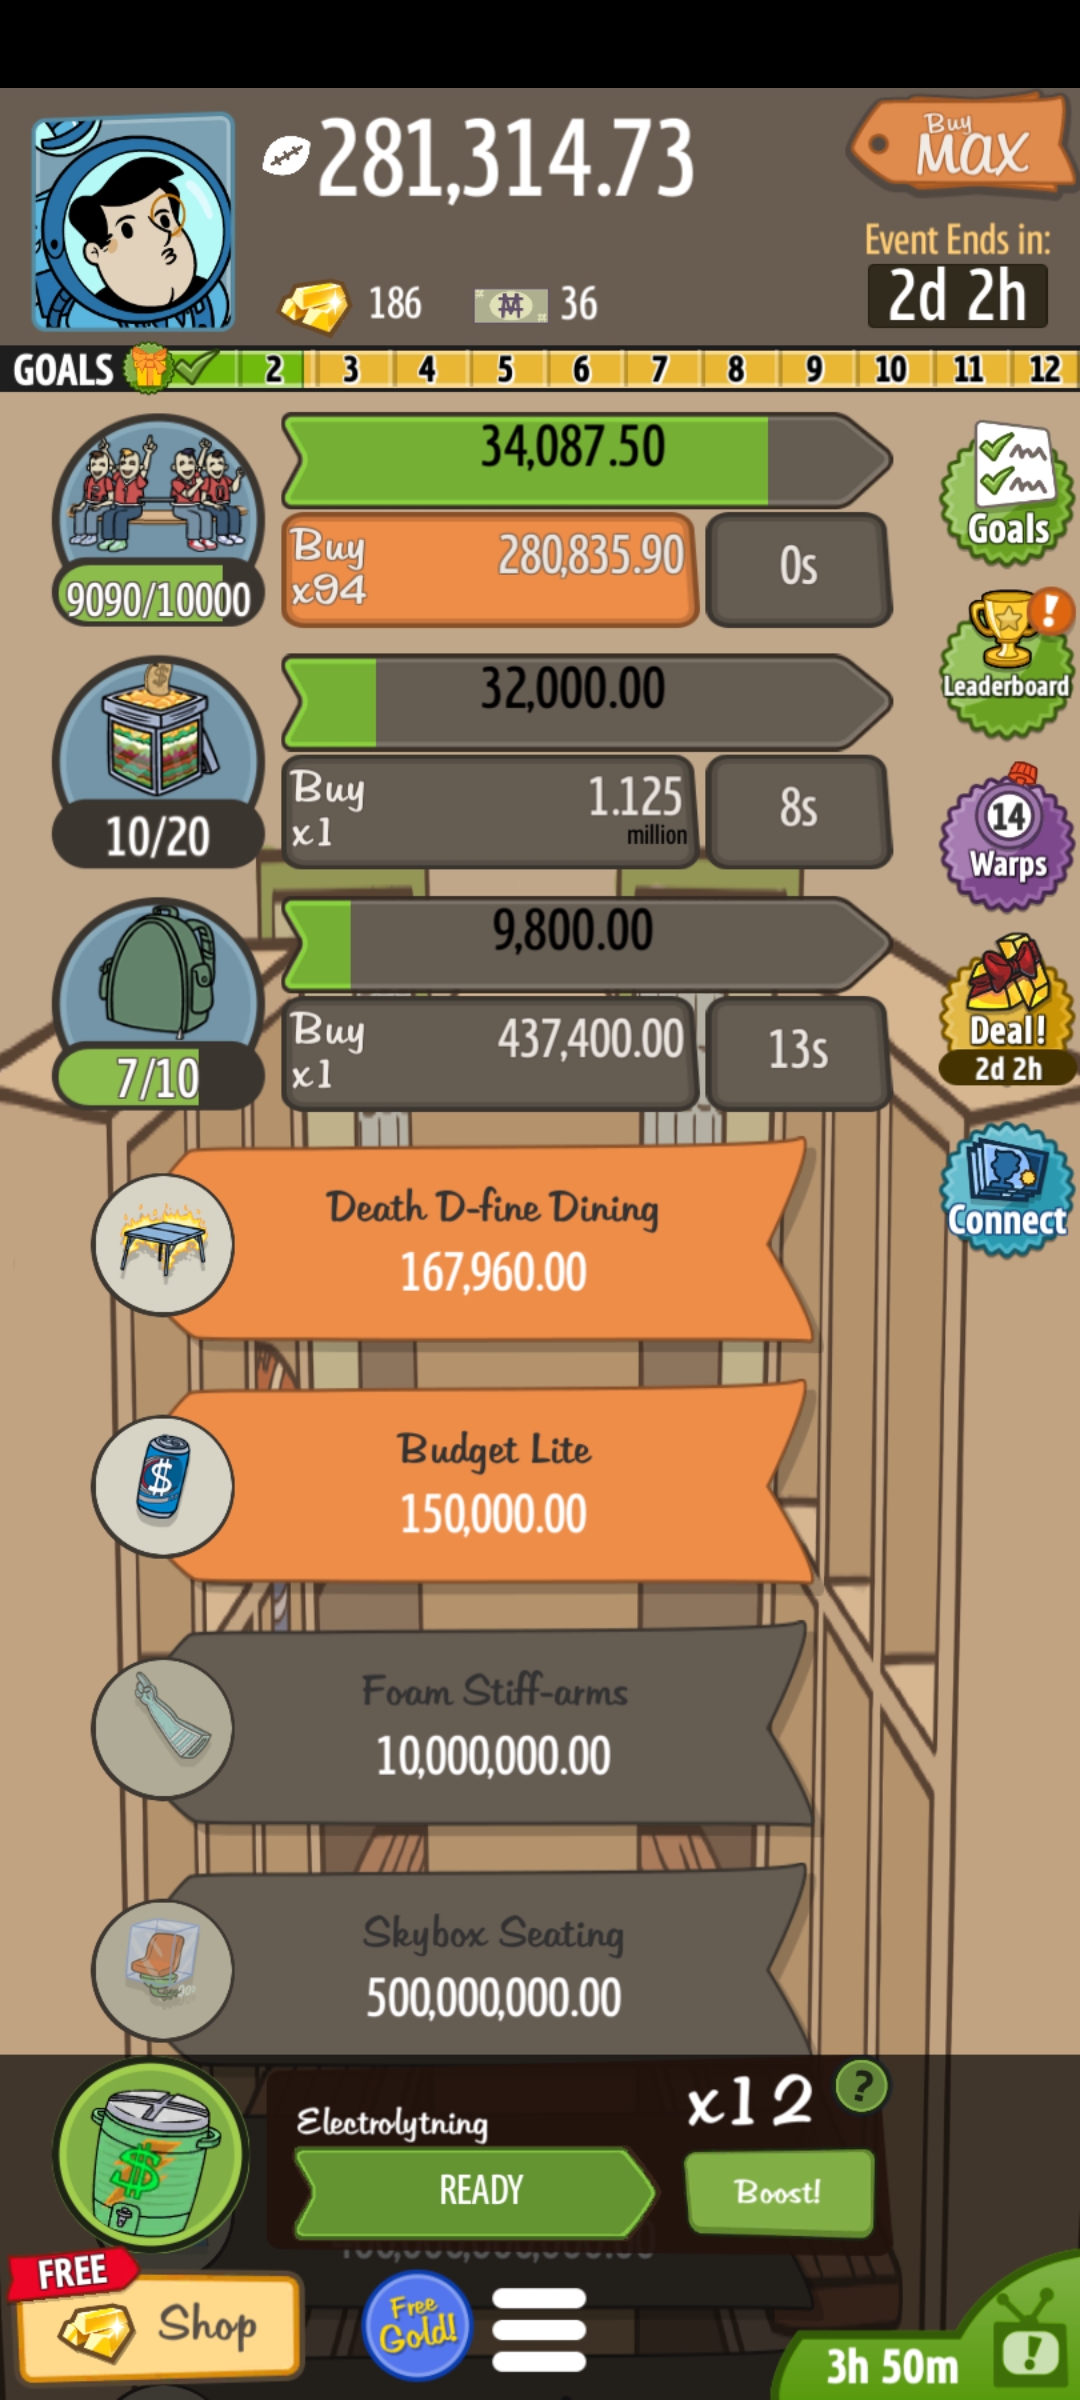 281,314.73
Buy
MAX
186
36
Event Ends in:
2d 2h
GOALS 2 3 4 5 6 7 8 9 10 11 12
34,087.50
Buy 280,835.90
x94
0s
9090/10000
Goals
32,000.00
Leaderboard
Buy 1.125
x1 million
8s
10/20
14
Warps
9,800.00
Buy 437,400.00
x1
13s
7/10
Deal!
2d 2h
Connect
Death D-fine Dining
167,960.00
Budget Lite
150,000.00
Foam Stiff-arms
10,000,000.00
Skybox Seating
500,000,000.00
x12
?
Electrolytning
READY
Boost!
FREE
Shop
Free
Gold!
3h 50m